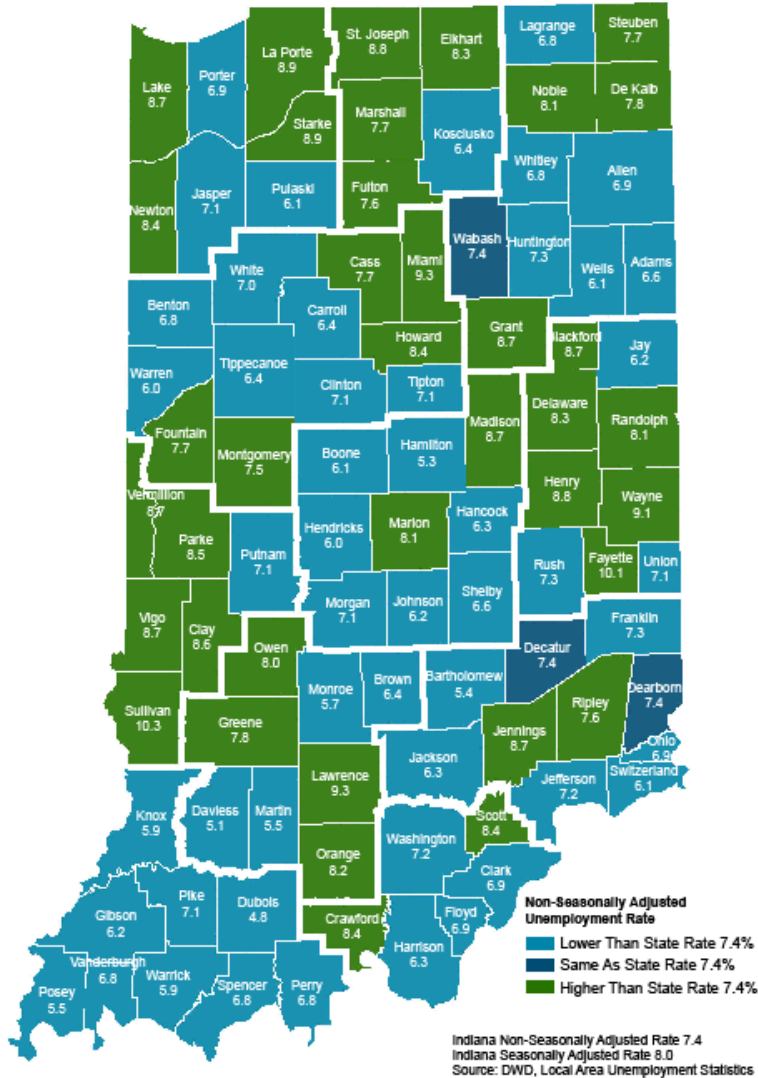 Lagrange
6.8
Steuben
7.7
St. Joseph
8.8
Elkhart
8.3
La Porte
8.9
Porter
6.9
Lake
8.7
Noble
8.1
De Kalb
7.8
Marshall
7.7
Starke
8.9
Kosciusko
6.4
Whitley
6.8
Allen
6.9
Fulton
7.6
Pulaski
6.1
Jasper
7.1
Newton
8.4
Wabash
7.4
Huntington
7.3
Miami
9.3
Cass
7.7
White
7.0
Wells
6.1
Adams
6.6
Benton
6.8
Carroll
6.4
Grant
8.7
Howard
8.4
Blackford
8.7
Jay
6.2
Tippecanoe
6.4
Warren
6.0
Clinton
7.1
Tipton
7.1
Delaware
8.3
Randolph
8.1
Madison
8.7
Fountain
7.7
Montgomery
7.5
Boone
6.1
Hamilton
5.3
Henry
8.8
Wayne
9.1
Vermillion
8.7
Hancock
6.3
Marion
8.1
Hendricks
6.0
Parke
8.5
Putnam
7.1
Rush
7.3
Fayette
10.1
Union
7.1
Morgan
7.1
Johnson
6.2
Shelby
6.6
Vigo
8.7
Clay
8.6
Owen
8.0
Franklin
7.3
Decatur
7.4
Monroe
5.7
Brown
6.4
Bartholomew
5.4
Dearborn
7.4
Ripley
7.6
Sullivan
10.3
Greene
7.8
Jennings
8.7
Ohio
6.9
Jackson
6.3
Switzerland
6.1
Jefferson
7.2
Lawrence
9.3
Knox
5.9
Daviess
5.1
Martin
5.5
Scott
8.4
Washington
7.2
Orange
8.2
Clark
6.9
Pike
7.1
Dubois
4.8
Gibson
6.2
Crawford
8.4
Floyd
6.9
Harrison
6.3
Vanderburgh
6.8
Warrick
5.9
Spencer
6.8
Perry
6.8
Posey
5.5
Non-Seasonally Adjusted
Unemployment Rate
Lower Than State Rate 7.4%
Same As State Rate 7.4%
Higher Than State Rate 7.4%
Indiana Non-Seasonally Adjusted Rate 7.4
Indiana Seasonally Adjusted Rate 8.0
Source: DWD, Local Area Unemployment Statistics